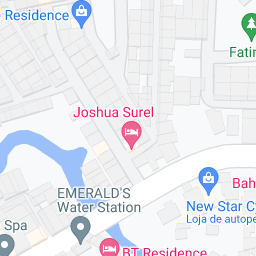 Residence
Fatin
Joshua Surel
EMERALD'S
Water Station
Bah
New Star C
Loja de autope
Spa
BT Residence